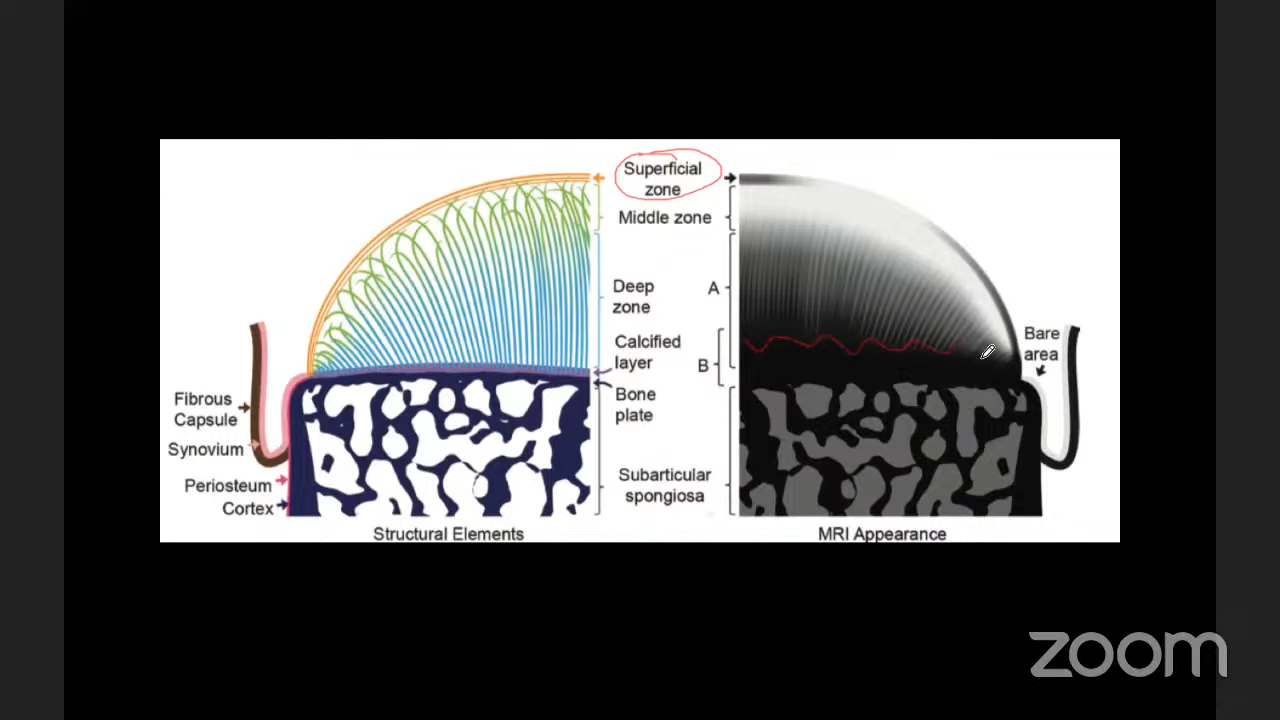 Superficial
zone
Middle zone
Deep
zone
A
Calcified
layer
B
Bare
area
Bone
plate
Fibrous
Capsule
Synovium
Periosteum
Cortex
Subarticular
spongiosa
Structural Elements
MRI Appearance
zoom